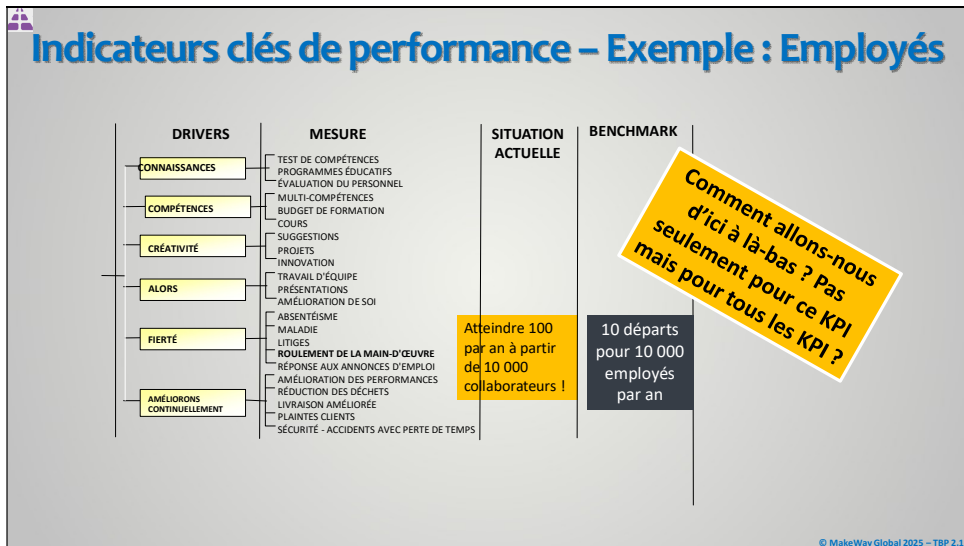 Indicateurs clés de performance – Exemple : Employés
DRIVERS
MESURE
SITUATION
ACTUELLE
BENCHMARK
CONNAISSANCES
TEST DE COMPÉTENCES
PROGRAMMES ÉDUCATIFS
ÉVALUATION DU PERSONNEL
COMPÉTENCES
MULTI-COMPÉTENCES
BUDGET DE FORMATION
COURS
CRÉATIVITÉ
SUGGESTIONS
PROJETS
INNOVATION
ALORS
TRAVAIL D'ÉQUIPE
PRÉSENTATIONS
AMÉLIORATION DE SOI
FIERTÉ
ABSENTÉISME
MALADIE
LITIGES
ROULEMENT DE LA MAIN-D'ŒUVRE
RÉPONSE AUX ANNONCES D'EMPLOI
AMÉLIORONS
CONTINUELLEMENT
AMÉLIORATION DES PERFORMANCES
RÉDUCTION DES DÉCHETS
LIVRAISON AMÉLIORÉE
PLAINTES CLIENTS
SÉCURITÉ - ACCIDENTS AVEC PERTE DE TEMPS
Atteindre 100
par an à partir
de 10 000
collaborateurs !
10 départs
pour 10 000
employés
par an
Comment allons-nous
d'ici à là-bas ? Pas
seulement pour ce KPI
mais pour tous les KPI ?
© MakeWay Global 2025 – TBP 2.1